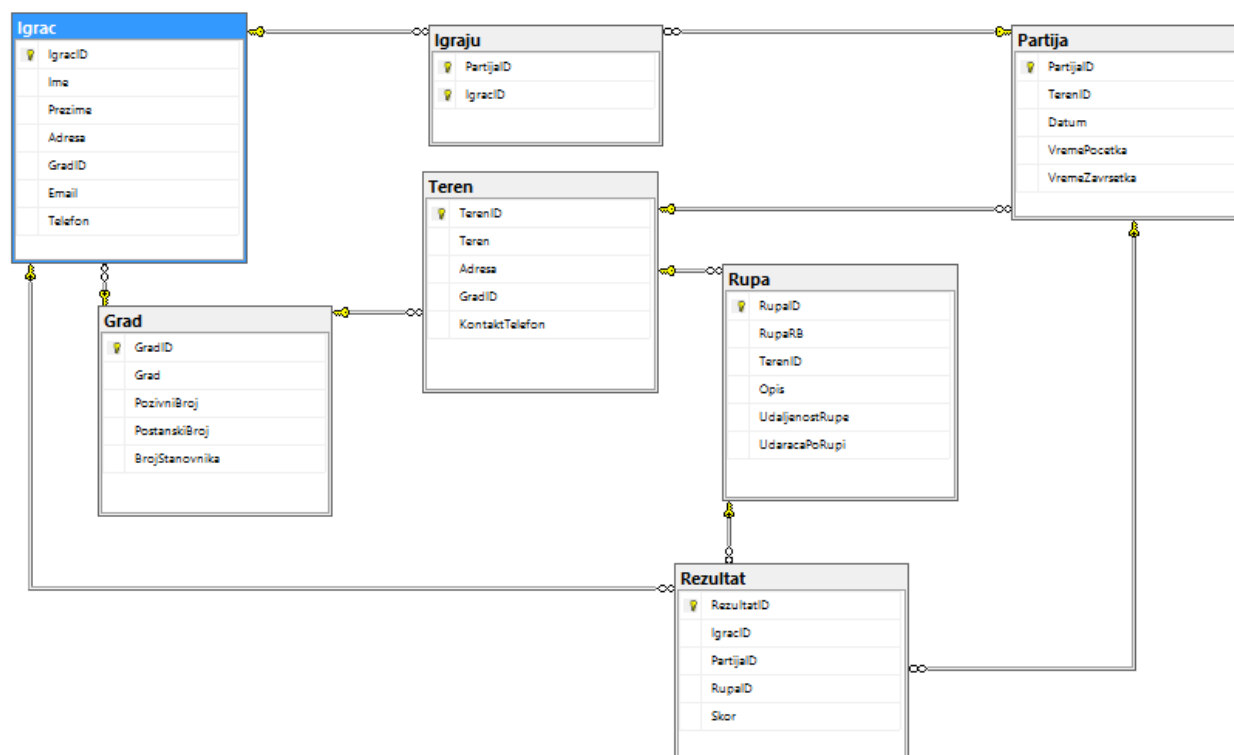 Igrac
IgracID
Ime
Prezime
Adresa
GradID
Email
Telefon
Igraju
PartijaID
IgracID
Partija
PartijaID
TerenID
Datum
VremePocetka
VremeZavrsetka
Teren
TerenID
Teren
Adresa
GradID
KontaktTelefon
Rupa
RupaID
RupaRB
TerenID
Opis
UdaljenostRupe
UdaracaPoRupi
Grad
GradID
Grad
PozivniBroj
PostanskiBroj
BrojStanovnika
Rezultat
RezultatID
IgracID
PartijaID
RupaID
Skor